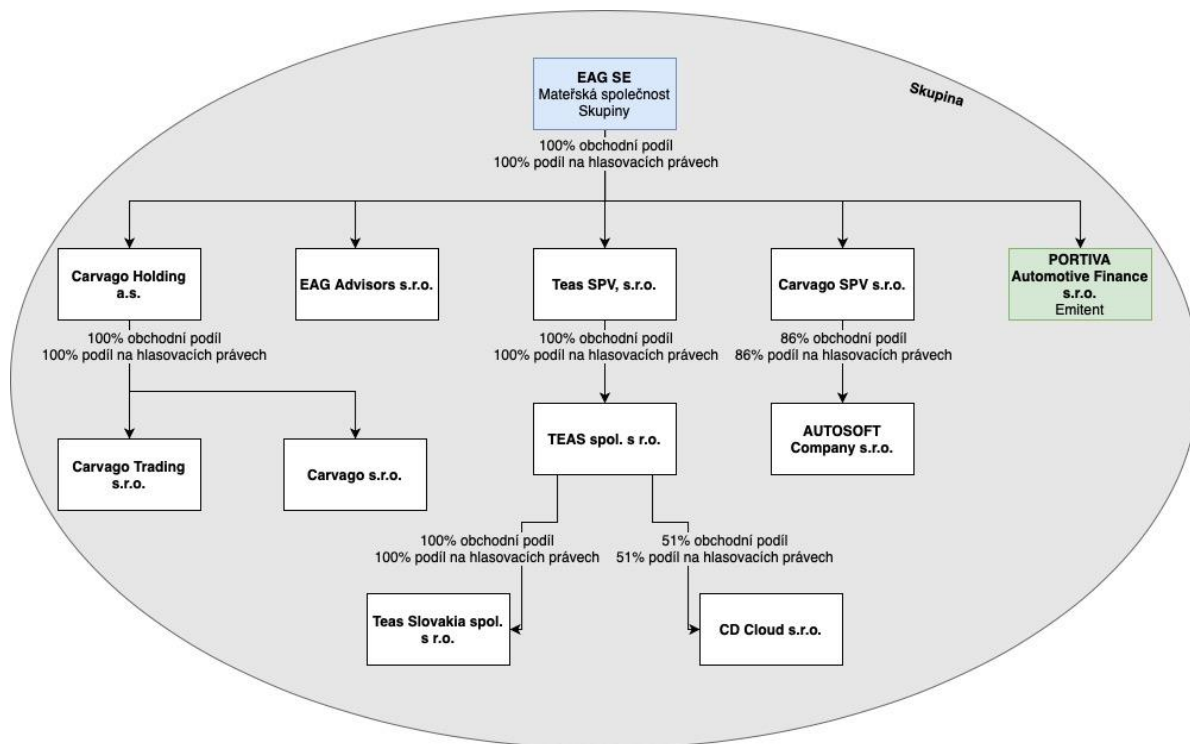 EAG SE
Mateřská společnost
Skupiny
Skupina
100% obchodní podíl
100% podíl na hlasovacích právech
Carvago Holding
a.s.
EAG Advisors s.r.o.
Teas SPV, s.r.o.
Carvago SPV s.r.o.
PORTIVA
Automotive Finance
s.r.o.
Emitent
100% obchodní podíl
100% podíl na hlasovacích právech
100% obchodní podíl
100% podíl na hlasovacích právech
86% obchodní podíl
86% podíl na hlasovacích právech
Carvago Trading
s.r.o.
Carvago s.r.o.
TEAS spol. s r.o.
AUTOSOFT
Company s.r.o.
100% obchodní podíl
100% podíl na hlasovacích právech
51% obchodní podíl
51% podíl na hlasovacích právech
Teas Slovakia spol.
s r.o.
CD Cloud s.r.o.